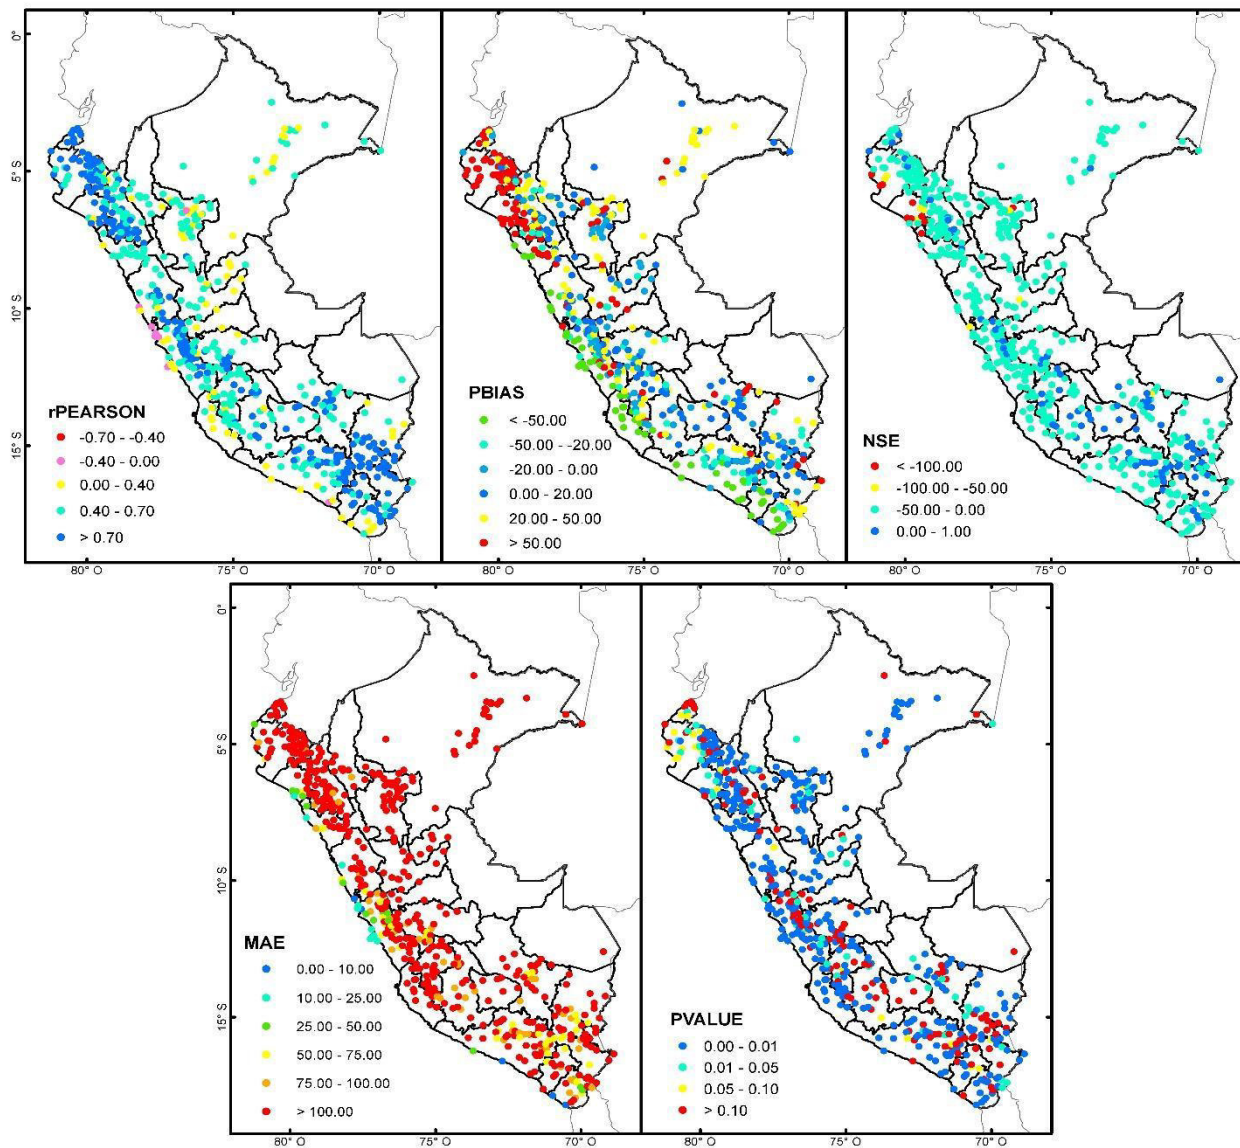 0°
5° S
10° S
15° S
rPEARSON
-0.70 - -0.40
-0.40 - 0.00
0.00 - 0.40
0.40 - 0.70
> 0.70
80° O
75° O
70° O
PBIAS
< -50.00
-50.00 - -20.00
-20.00 - 0.00
0.00 - 20.00
20.00 - 50.00
> 50.00
80° O
75° O
70° O
NSE
< -100.00
-100.00 - -50.00
-50.00 - 0.00
0.00 - 1.00
80° O
75° O
70° O
0°
5° S
10° S
15° S
MAE
0.00 - 10.00
10.00 - 25.00
25.00 - 50.00
50.00 - 75.00
75.00 - 100.00
> 100.00
80° O
75° O
70° O
PVALUE
0.00 - 0.01
0.01 - 0.05
0.05 - 0.10
> 0.10
80° O
75° O
70° O